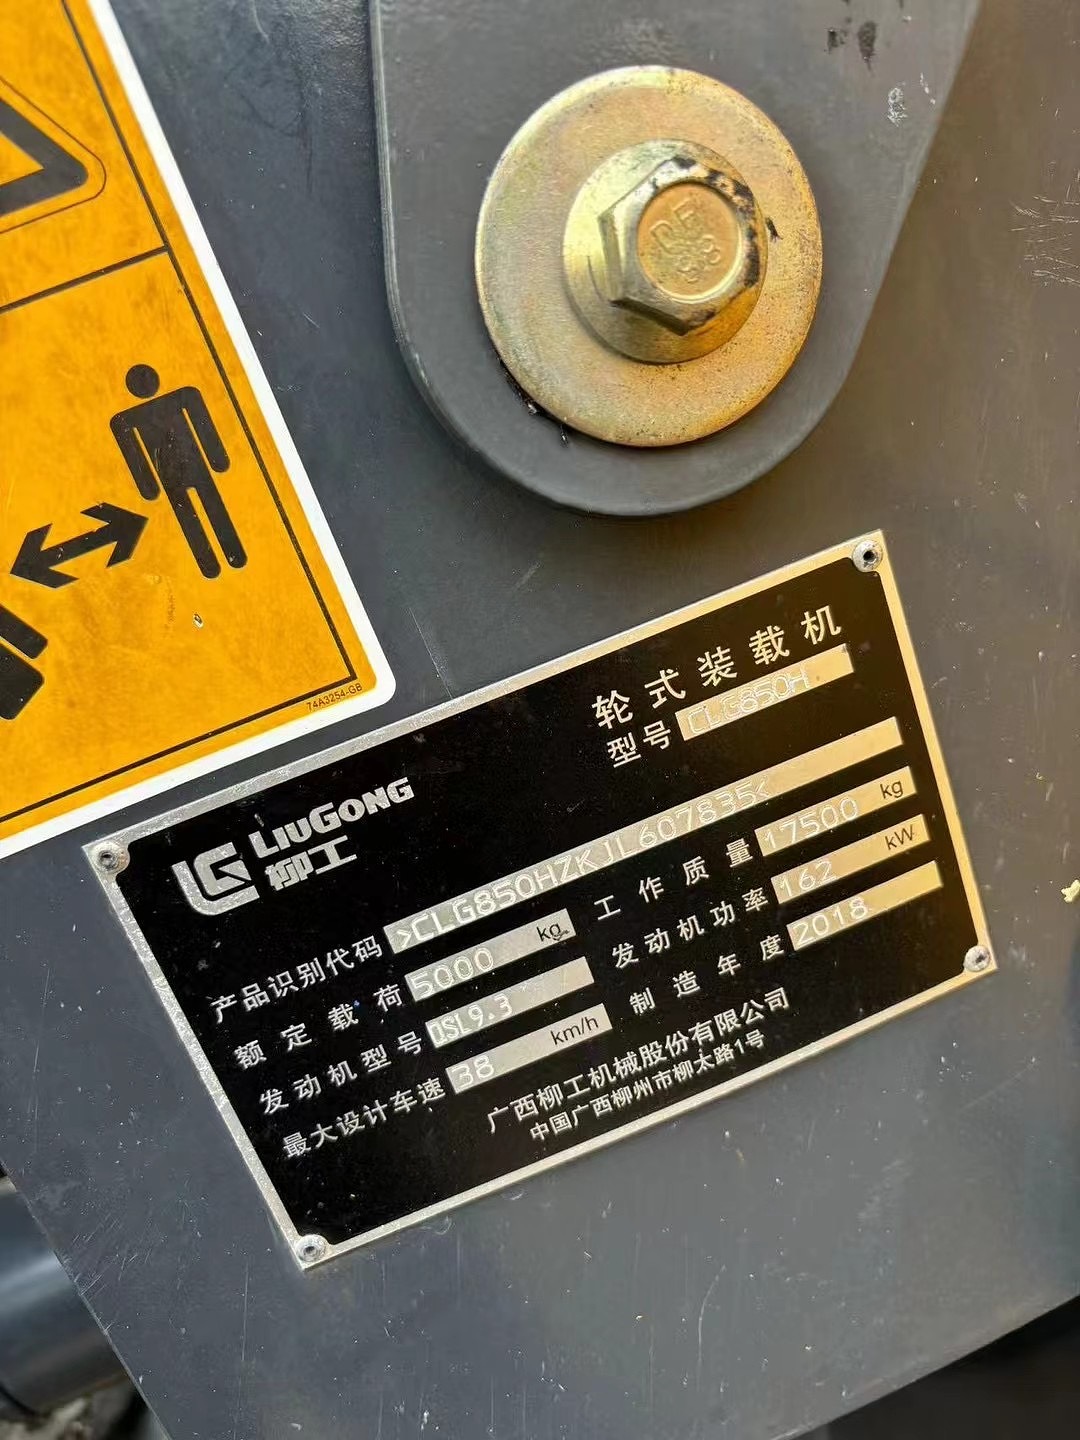 74A3254-GB
轮式装载机
型号 CLG850H
LG LIUGONG
柳工
产品识别代码 >CLG850HZKJL607835<
额定载荷 5000 kg 工作质量 17500 kg
发动机型号 QSL9.3 发动机功率 162 kW
最大设计车速 38 km/h 制造年度 2018
广西柳工机械股份有限公司
中国广西柳州市柳太路1号